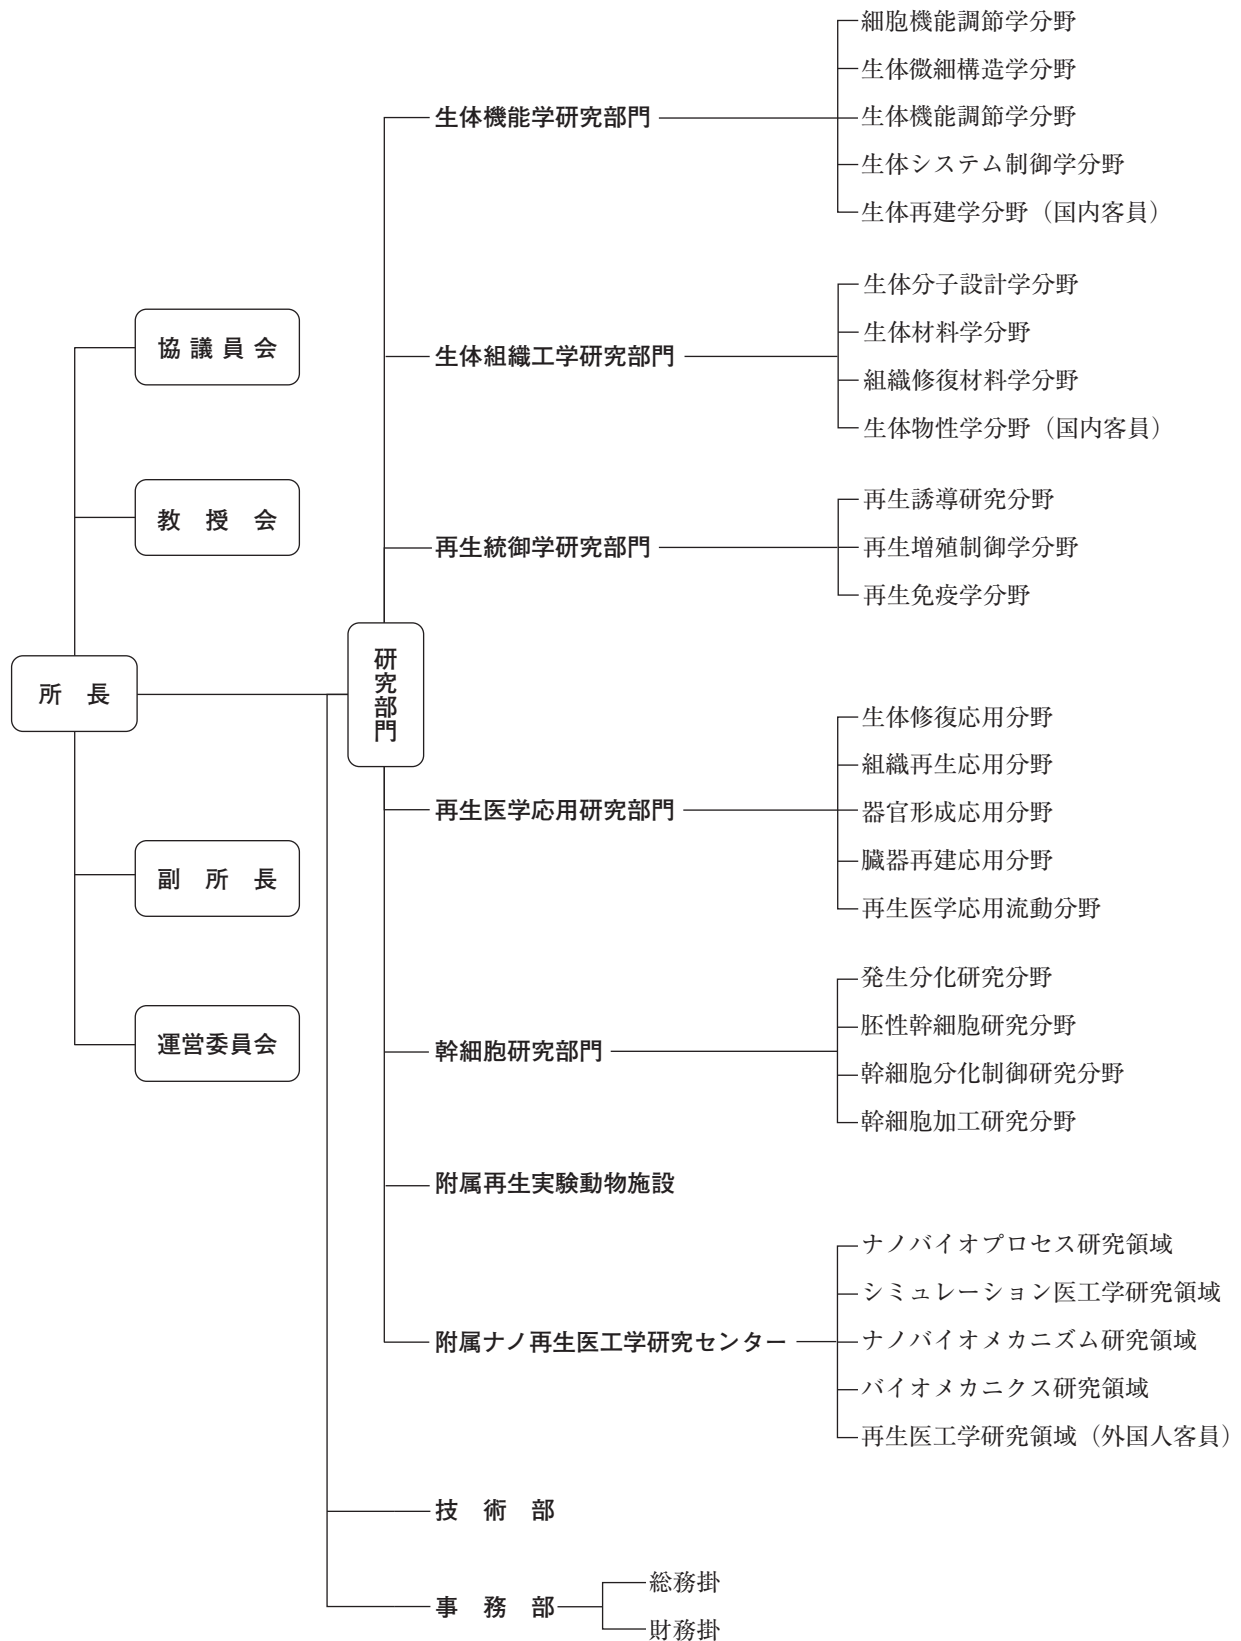 所 長
協議員会
教 授 会
副 所 長
運営委員会
研究部門
生体機能学研究部門
細胞機能調節学分野
生体微細構造学分野
生体機能調節学分野
生体システム制御学分野
生体再建学分野（国内客員）
生体組織工学研究部門
生体分子設計学分野
生体材料学分野
組織修復材料学分野
生体物性学分野（国内客員）
再生統御学研究部門
再生誘導研究分野
再生増殖制御学分野
再生免疫学分野
再生医学応用研究部門
生体修復応用分野
組織再生応用分野
器官形成応用分野
臓器再建応用分野
再生医学応用流動分野
幹細胞研究部門
発生分化研究分野
胚性幹細胞研究分野
幹細胞分化制御研究分野
幹細胞加工研究分野
附属再生実験動物施設
附属ナノ再生医工学研究センター
ナノバイオプロセス研究領域
シミュレーション医工学研究領域
ナノバイオメカニズム研究領域
バイオメカニクス研究領域
再生医工学研究領域（外国人客員）
技 術 部
事 務 部
総務掛
財務掛